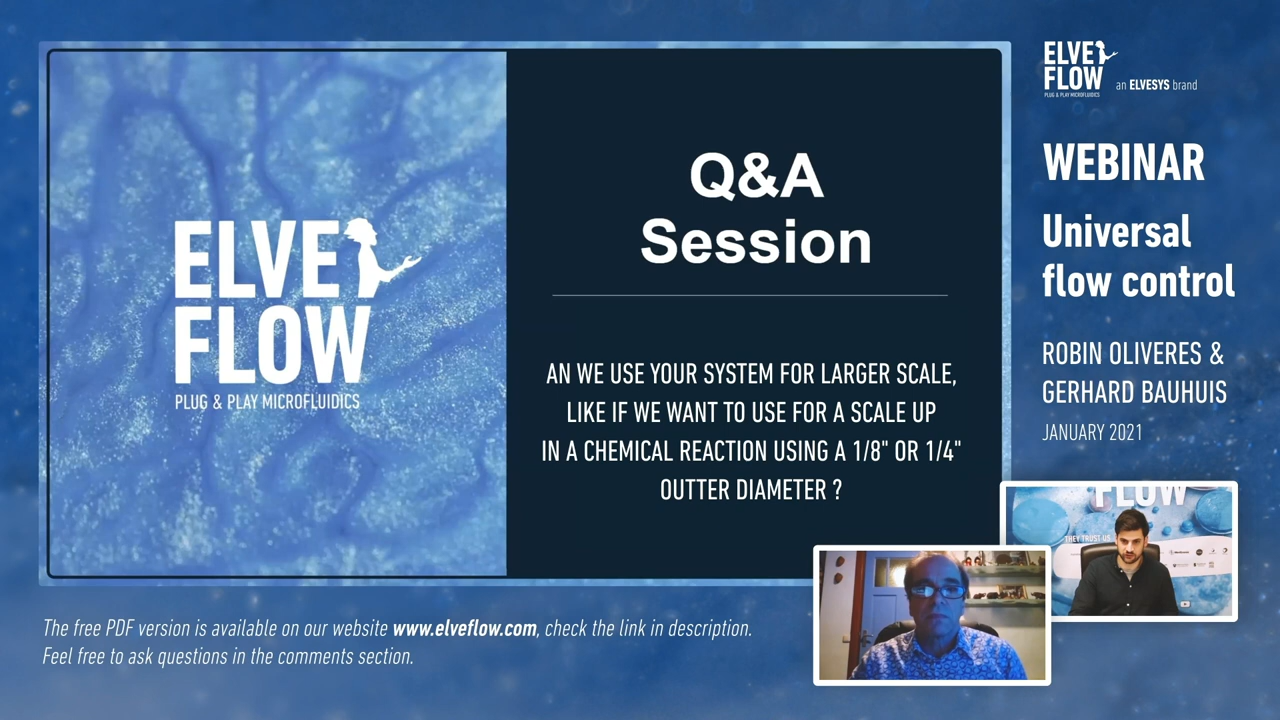 ELVE
FLOW
PLUG & PLAY MICROFLUIDICS
Q&A
Session
AN WE USE YOUR SYSTEM FOR LARGER SCALE,
LIKE IF WE WANT TO USE FOR A SCALE UP
IN A CHEMICAL REACTION USING A 1/8" OR 1/4"
OUTTER DIAMETER ?
ELVE
FLOW
PLUG & PLAY MICROFLUIDICS
an ELVESYS brand
WEBINAR
Universal
flow control
ROBIN OLIVERES &
GERHARD BAUHUIS
JANUARY 2021
FLOW
THEY TRUST US
The free PDF version is available on our website www.elveflow.com, check the link in description.
Feel free to ask questions in the comments section.